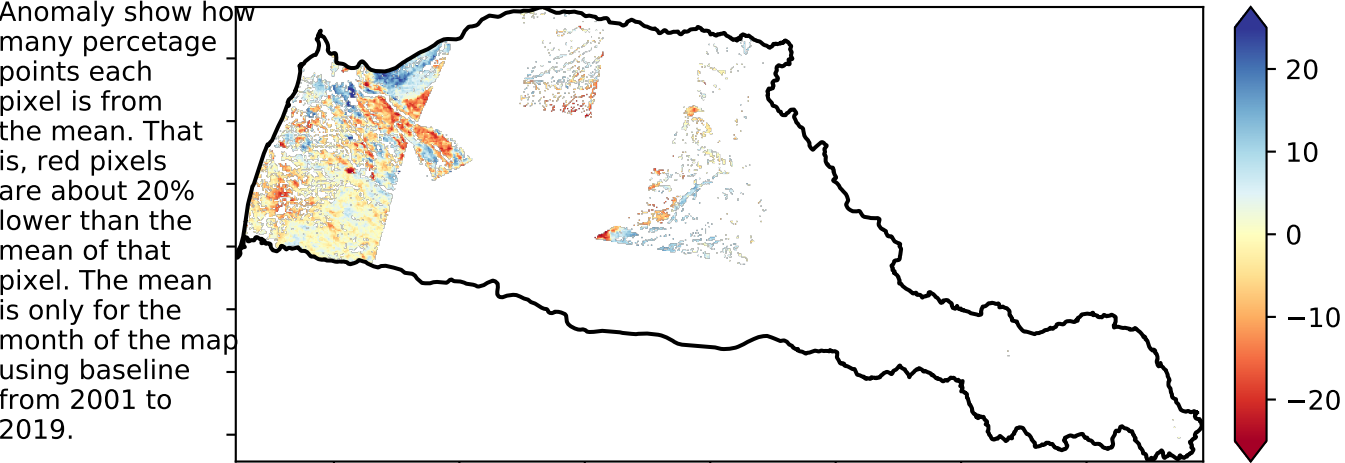 Anomaly show how
many percetage
points each
pixel is from
the mean. That
is, red pixels
are about 20%
lower than the
mean of that
pixel. The mean
is only for the
month of the map
using baseline
from 2001 to
2019.
20
10
0
−10
−20